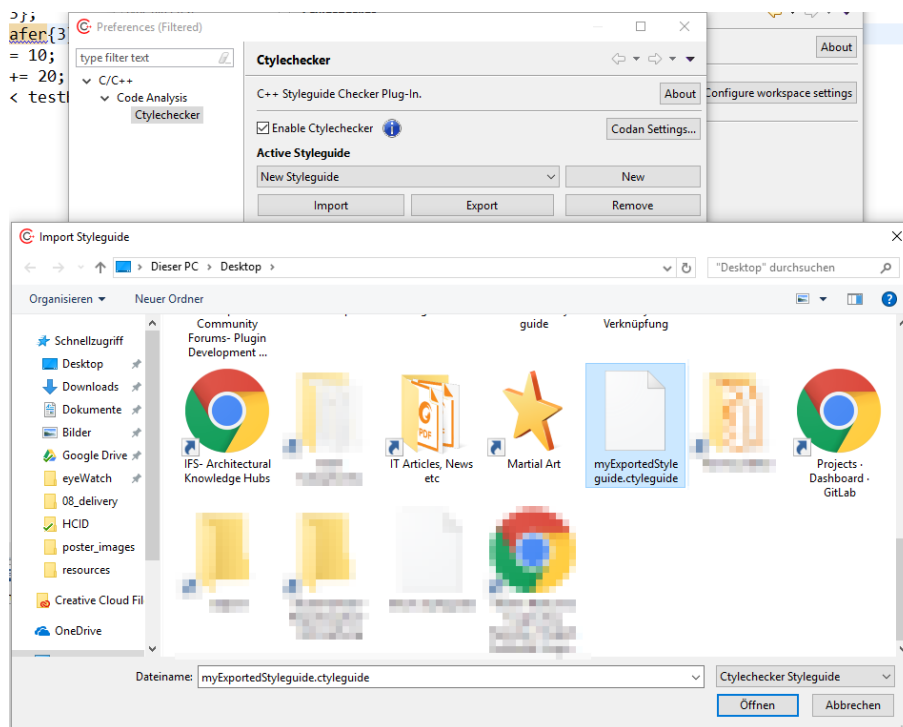 afer{3
Preferences (Filtered)
= 10;
type filter text
Ctylechecker
About
+= 20;
C/C++
< test
Code Analysis
C++ Styleguide Checker Plug-In.
About
Configure workspace settings
Ctylechecker
Enable Ctylechecker
Codan Settings...
Active Styleguide
New Styleguide
New
Import
Export
Remove
Import Styleguide
Dieser PC
Desktop
"Desktop" durchsuchen
Organisieren
Neuer Ordner
Community
Forums- Plugin
Development ...
guide
Verknüpfung
Schnellzugriff
Desktop
Downloads
Dokumente
Bilder
Google Drive
eyeWatch
08_delivery
HCID
poster_images
resources
Creative Cloud Fil
OneDrive
IFS- Architectural
Knowledge Hubs
PDF
IT Articles, News
etc
Martial Art
myExportedStyle
guide.ctyleguide
Projects ·
Dashboard ·
GitLab
Dateiname:
myExportedStyleguide.ctyleguide
Ctylechecker Styleguide
Öffnen
Abbrechen